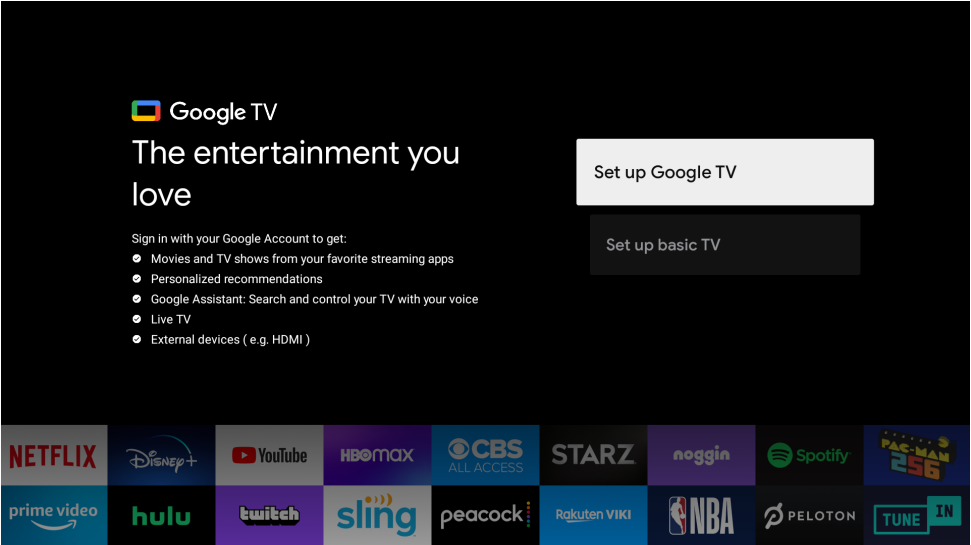 Google TV
The entertainment you
love
Sign in with your Google Account to get:
Movies and TV shows from your favorite streaming apps
Personalized recommendations
Google Assistant: Search and control your TV with your voice
Live TV
External devices ( e.g. HDMI )
Set up Google TV
Set up basic TV
NETFLIX
Disney+
YouTube
HBOMAX
CBS
ALL ACCESS
STARZ
noggin
Spotify
PAC-MAN
256
prime video
hulu
twitch
sling
peacock
Rakuten VIKI
NBA
PELOTON
TUNE IN